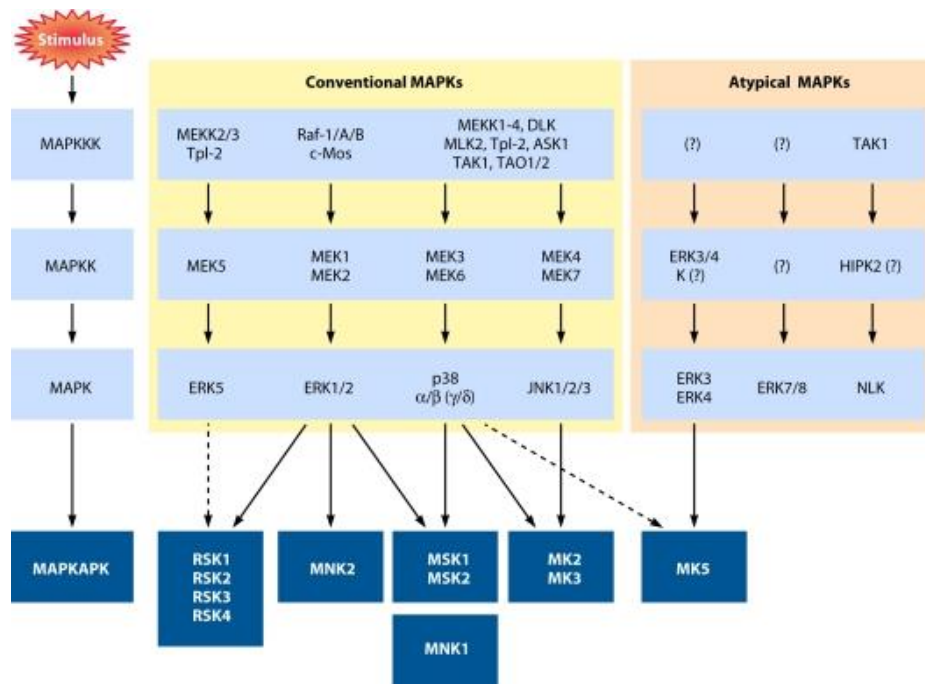 Stimulus
Conventional MAPKs
Atypical MAPKs
MAPKKK
MEKK2/3
Tpl-2
Raf-1/A/B
c-Mos
MEKK1-4, DLK
MLK2, Tpl-2, ASK1
TAK1, TAO1/2
(?)
(?)
TAK1
MAPKK
MEK5
MEK1
MEK2
MEK3
MEK6
MEK4
MEK7
ERK3/4
K (?)
(?)
HIPK2 (?)
MAPK
ERK5
ERK1/2
p38
α/β (γ/δ)
JNK1/2/3
ERK3
ERK4
ERK7/8
NLK
MAPKAPK
RSK1
RSK2
RSK3
RSK4
MNK2
MSK1
MSK2
MK2
MK3
MK5
MNK1